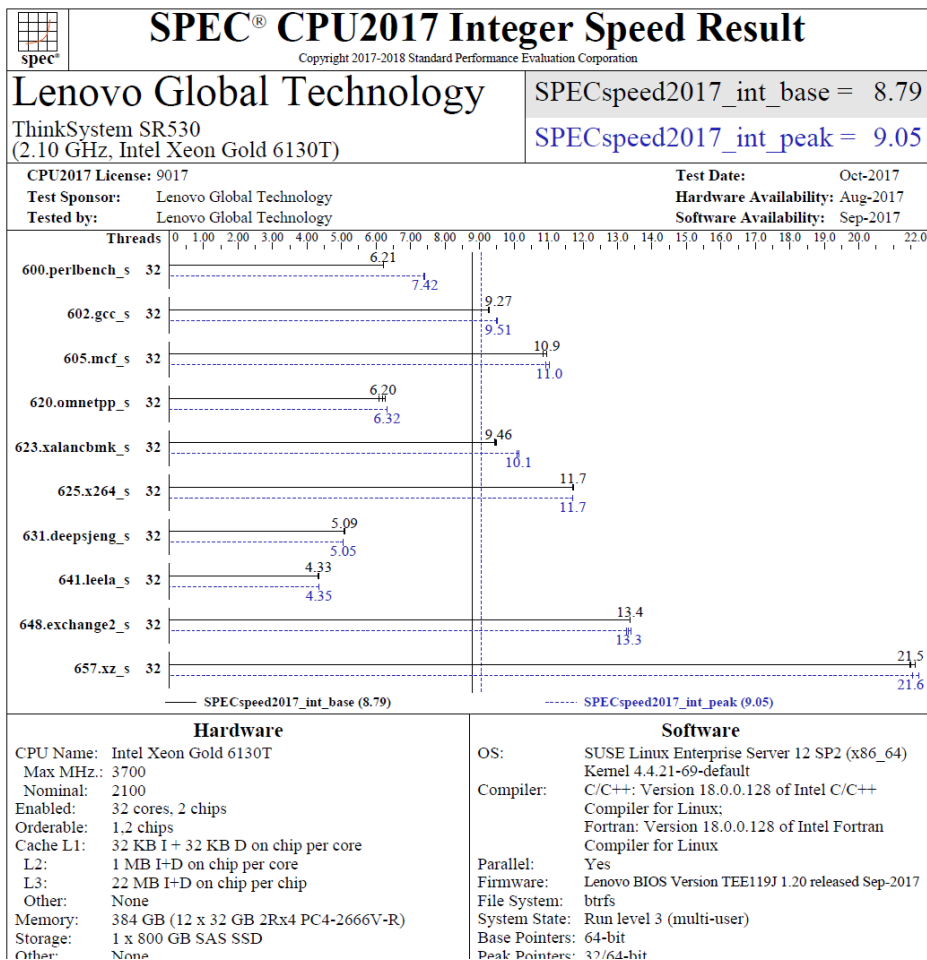 spec®
SPEC® CPU2017 Integer Speed Result
Copyright 2017-2018 Standard Performance Evaluation Corporation
Lenovo Global Technology
ThinkSystem SR530
(2.10 GHz, Intel Xeon Gold 6130T)
SPECspeed2017_int_base = 8.79
SPECspeed2017_int_peak = 9.05
CPU2017 License: 9017
Test Sponsor: Lenovo Global Technology
Tested by: Lenovo Global Technology
Test Date: Oct-2017
Hardware Availability: Aug-2017
Software Availability: Sep-2017
Threads 0 1.00 2.00 3.00 4.00 5.00 6.00 7.00 8.00 9.00 10.0 11.0 12.0 13.0 14.0 15.0 16.0 17.0 18.0 19.0 20.0 22.0
600.perlbench_s 32 6.21
7.42
602.gcc_s 32 9.27
9.51
605.mcf_s 32 10.9
11.0
620.omnetpp_s 32 6.20
6.32
623.xalancbmk_s 32 9.46
10.1
625.x264_s 32 11.7
11.7
631.deepsjeng_s 32 5.09
5.05
641.leela_s 32 4.33
4.35
648.exchange2_s 32 13.4
13.3
657.xz_s 32 21.5
21.6
SPECspeed2017_int_base (8.79) SPECspeed2017_int_peak (9.05)
Hardware
CPU Name: Intel Xeon Gold 6130T
Max MHz.: 3700
Nominal: 2100
Enabled: 32 cores, 2 chips
Orderable: 1,2 chips
Cache L1: 32 KB I + 32 KB D on chip per core
L2: 1 MB I+D on chip per core
L3: 22 MB I+D on chip per chip
Other: None
Memory: 384 GB (12 x 32 GB 2Rx4 PC4-2666V-R)
Storage: 1 x 800 GB SAS SSD
Other: None
Software
OS: SUSE Linux Enterprise Server 12 SP2 (x86_64)
Kernel 4.4.21-69-default
Compiler: C/C++: Version 18.0.0.128 of Intel C/C++
Compiler for Linux;
Fortran: Version 18.0.0.128 of Intel Fortran
Compiler for Linux
Parallel: Yes
Firmware: Lenovo BIOS Version TEE119J 1.20 released Sep-2017
File System: btrfs
System State: Run level 3 (multi-user)
Base Pointers: 64-bit
Peak Pointers: 32/64-bit